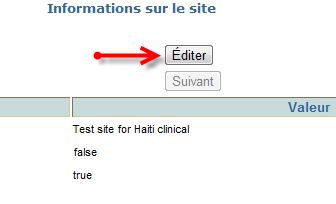 Informations sur le site
Éditer
Suivant
Valeur
Test site for Haiti clinical
false
true